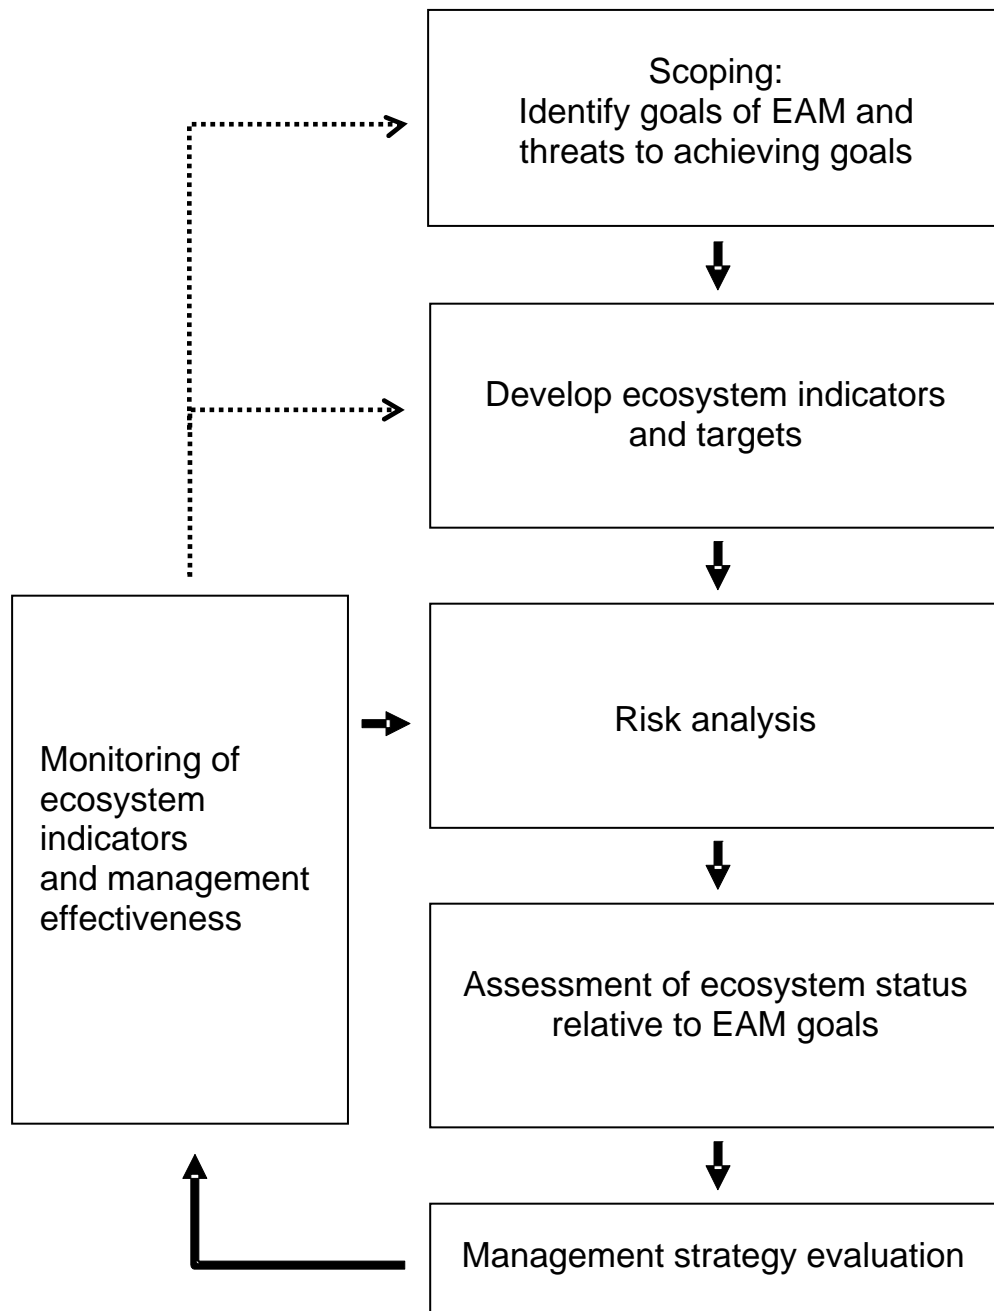 Scoping:
Identify goals of EAM and
threats to achieving goals
Develop ecosystem indicators
and targets
Risk analysis
Monitoring of
ecosystem
indicators
and management
effectiveness
Assessment of ecosystem status
relative to EAM goals
Management strategy evaluation